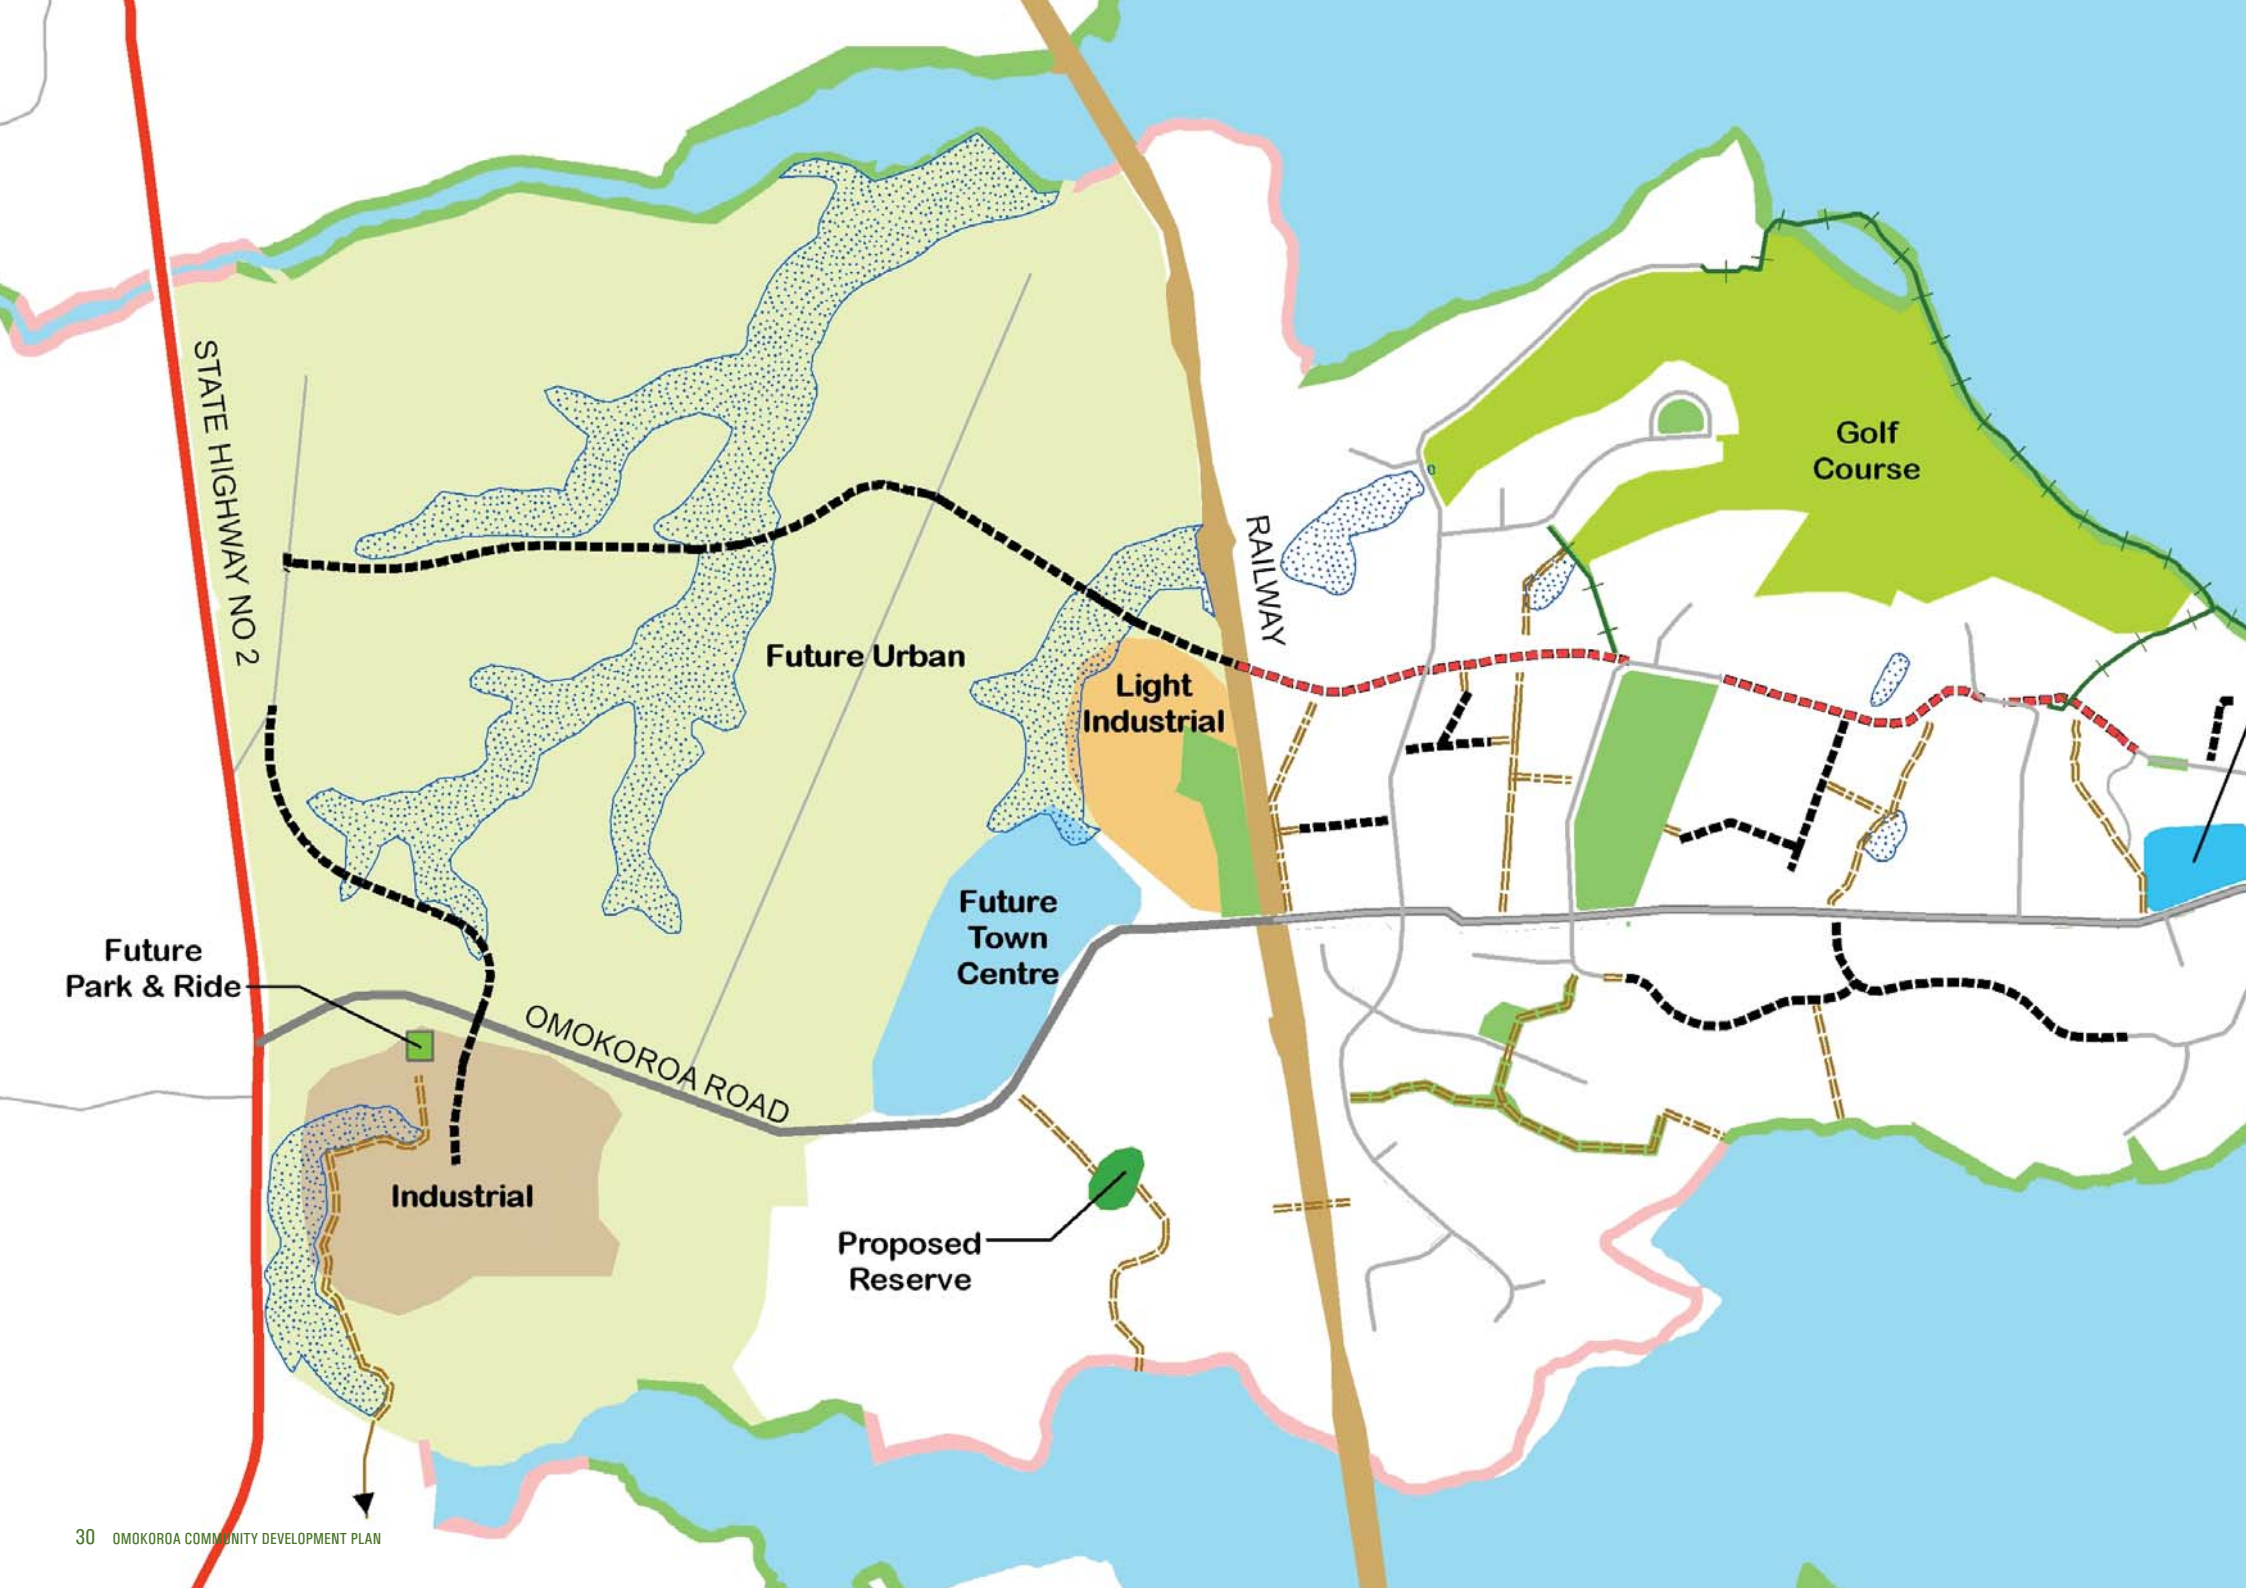 STATE HIGHWAY NO 2
RAILWAY
Golf
Course
Future Urban
Light
Industrial
Future
Town
Centre
Future
Park & Ride
OMOKOROA ROAD
Industrial
Proposed
Reserve
30 OMOKOROA COMMUNITY DEVELOPMENT PLAN